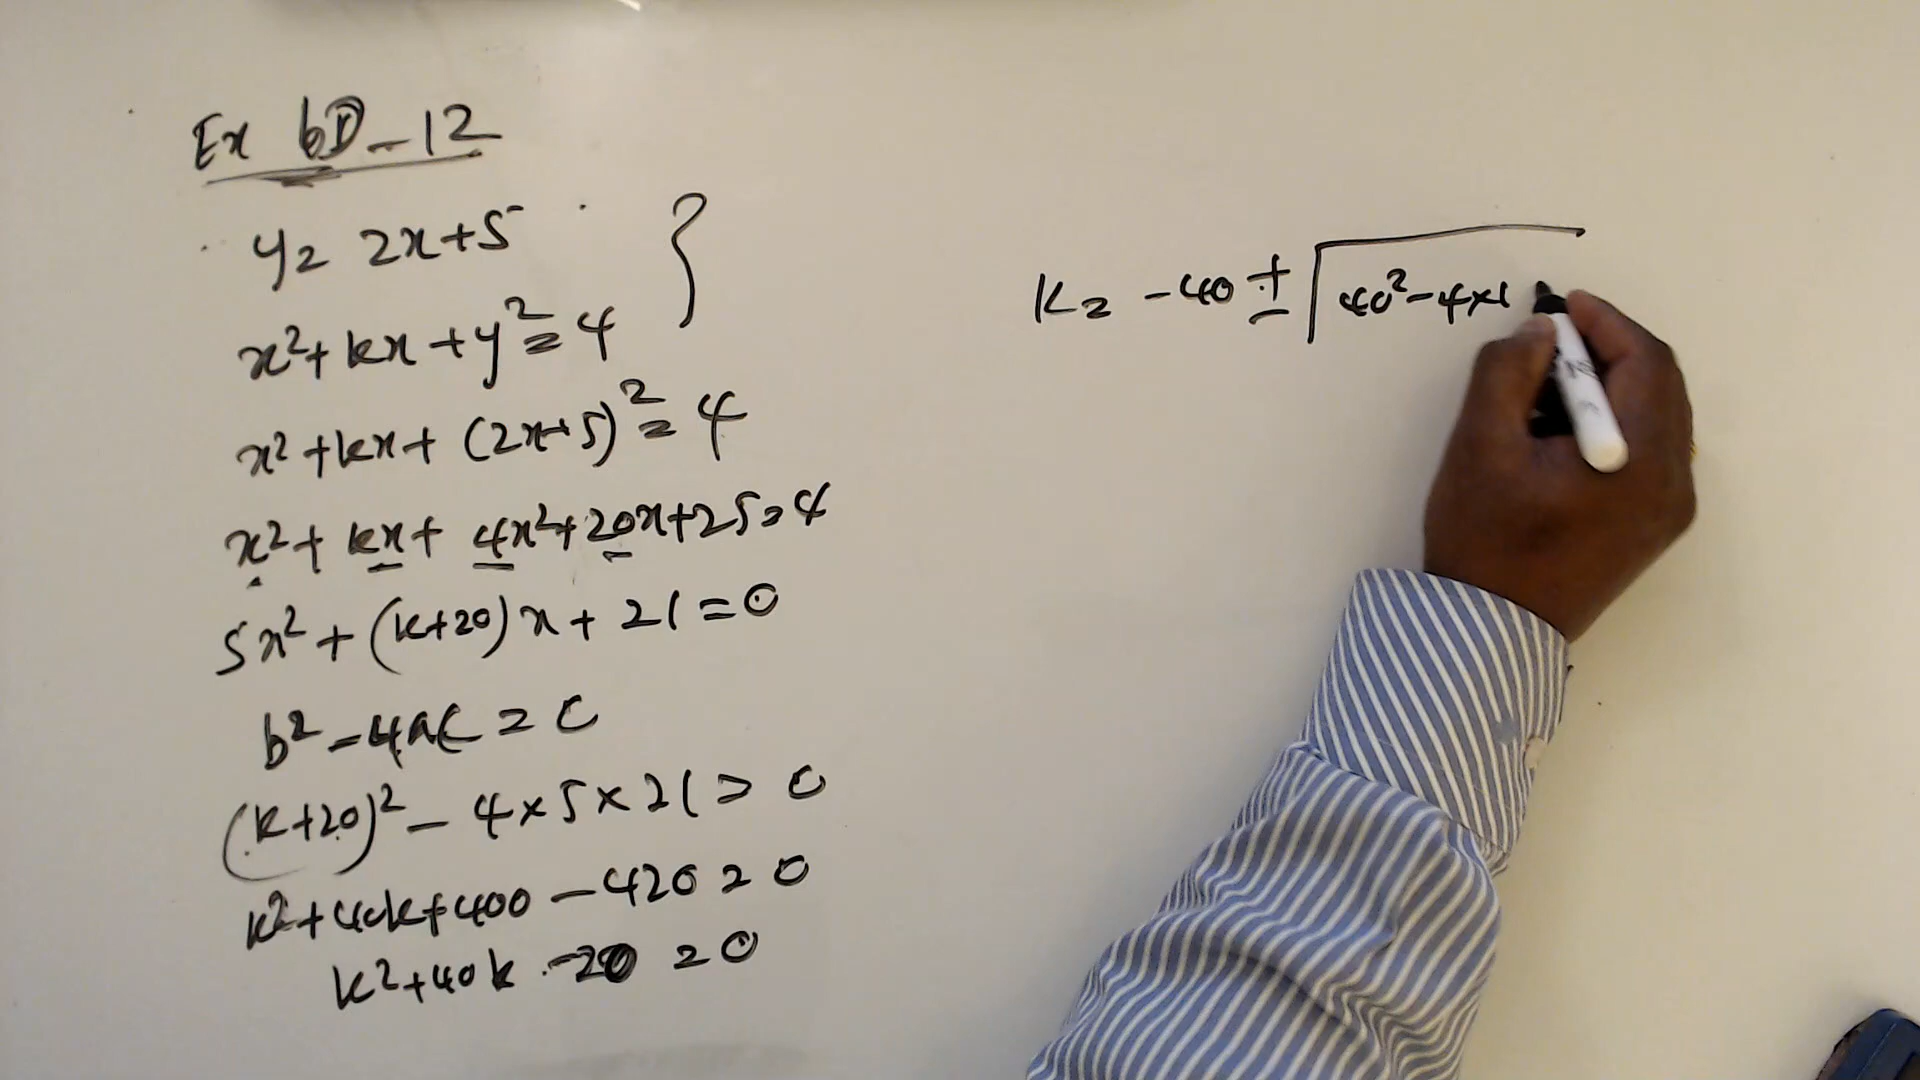 Ex 6D-12
y = 2x+5
x²+kx+y² = 4
x²+kx+(2x+5)² = 4
x²+kx+4x²+20x+25=4
5x²+(k+20)x+21=0
b²-4ac = 0
(k+20)²-4×5×21 = 0
k²+40k+400-420 = 0
k²+40k-20 = 0
k = -40±√40²-4×1